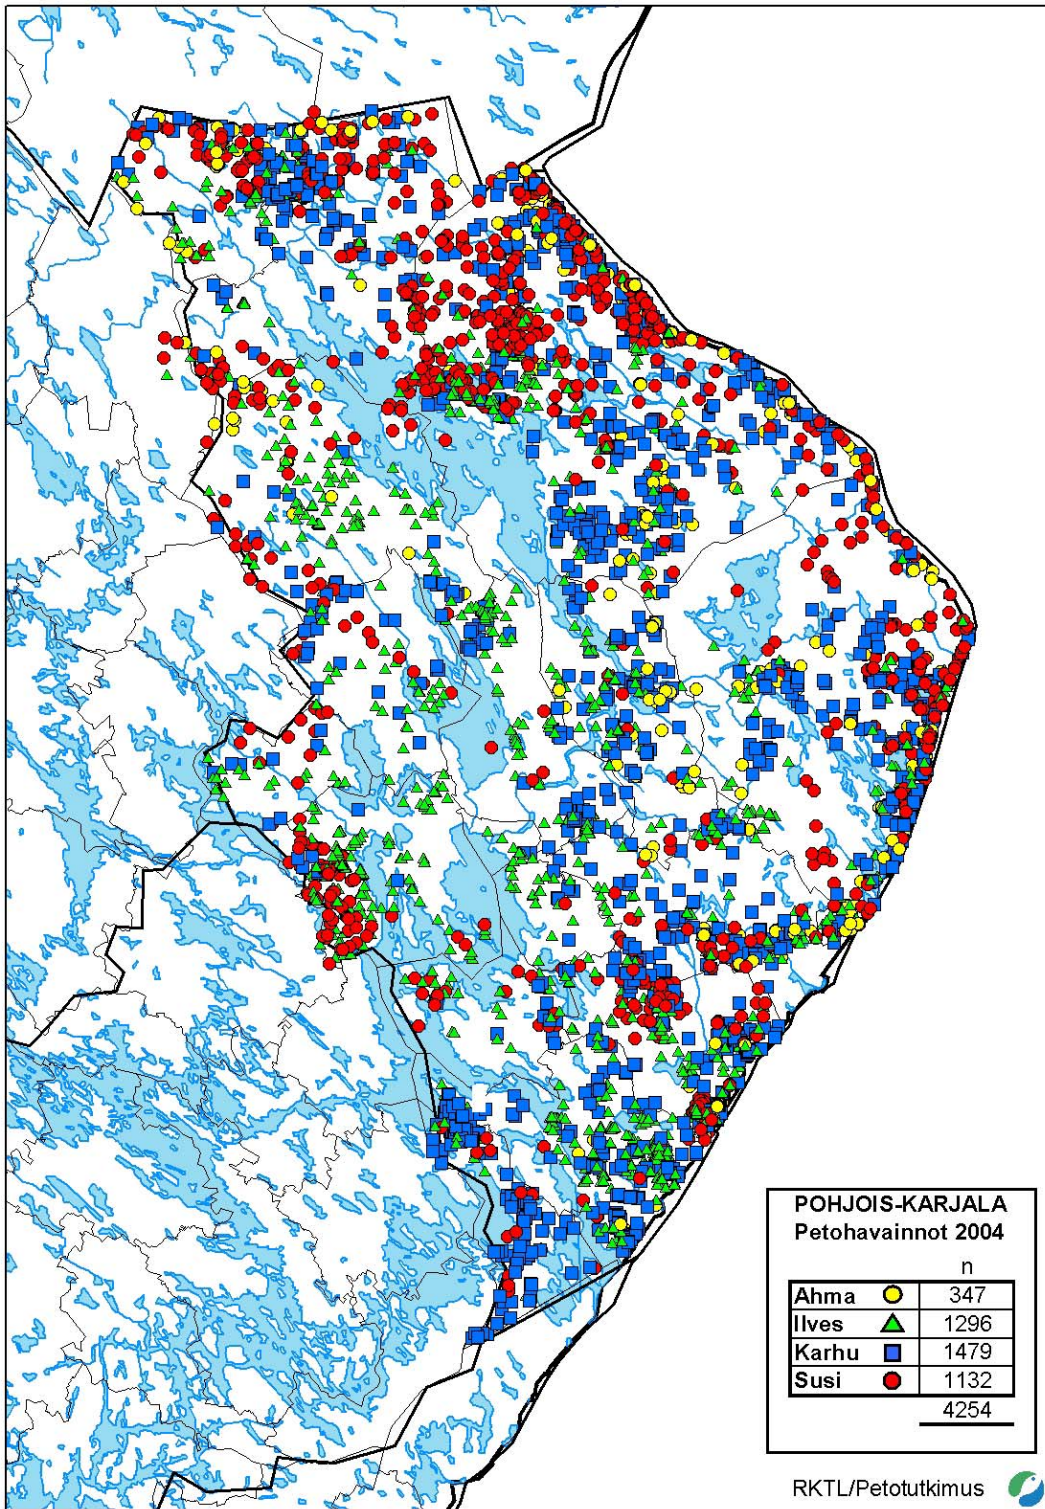 POHJOIS-KARJALA
Petohavainnot 2004
n
Ahma 347
Ilves 1296
Karhu 1479
Susi 1132
4254
RKTL/Petotutkimus